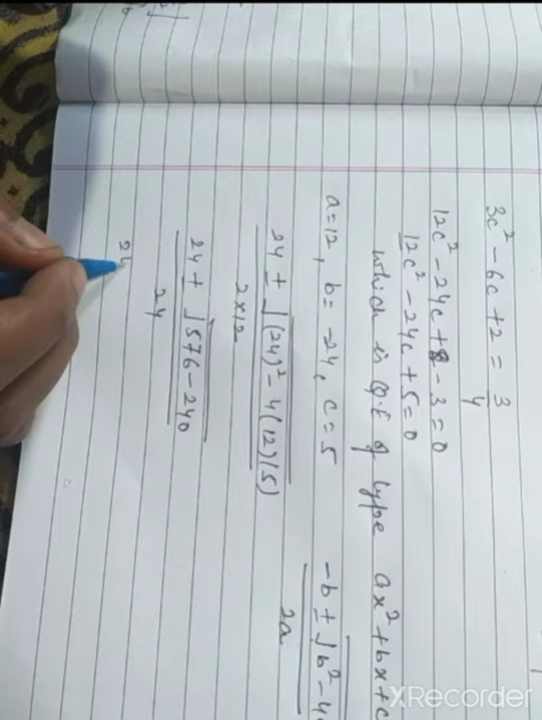 3c² - 6c + 2 = 3/4
12c² - 24c + 8 - 3 = 0
12c² - 24c + 5 = 0
which is Q.E of type ax² + bx + c
a = 12, b = -24, c = 5
-b ± √b² - 4
2a
24 ± √(24)² - 4(12)(5)
2×12
24 ± √576 - 240
24
24
XRecorder